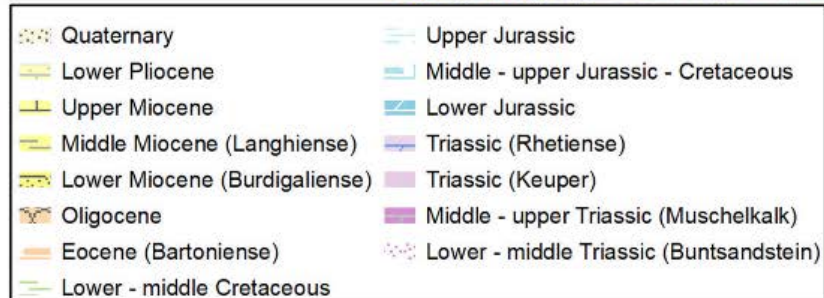 Quaternary
Lower Pliocene
Upper Miocene
Middle Miocene (Langhiense)
Lower Miocene (Burdigaliense)
Oligocene
Eocene (Bartoniense)
Lower - middle Cretaceous
Upper Jurassic
Middle - upper Jurassic - Cretaceous
Lower Jurassic
Triassic (Rhetiense)
Triassic (Keuper)
Middle - upper Triassic (Muschelkalk)
Lower - middle Triassic (Buntsandstein)